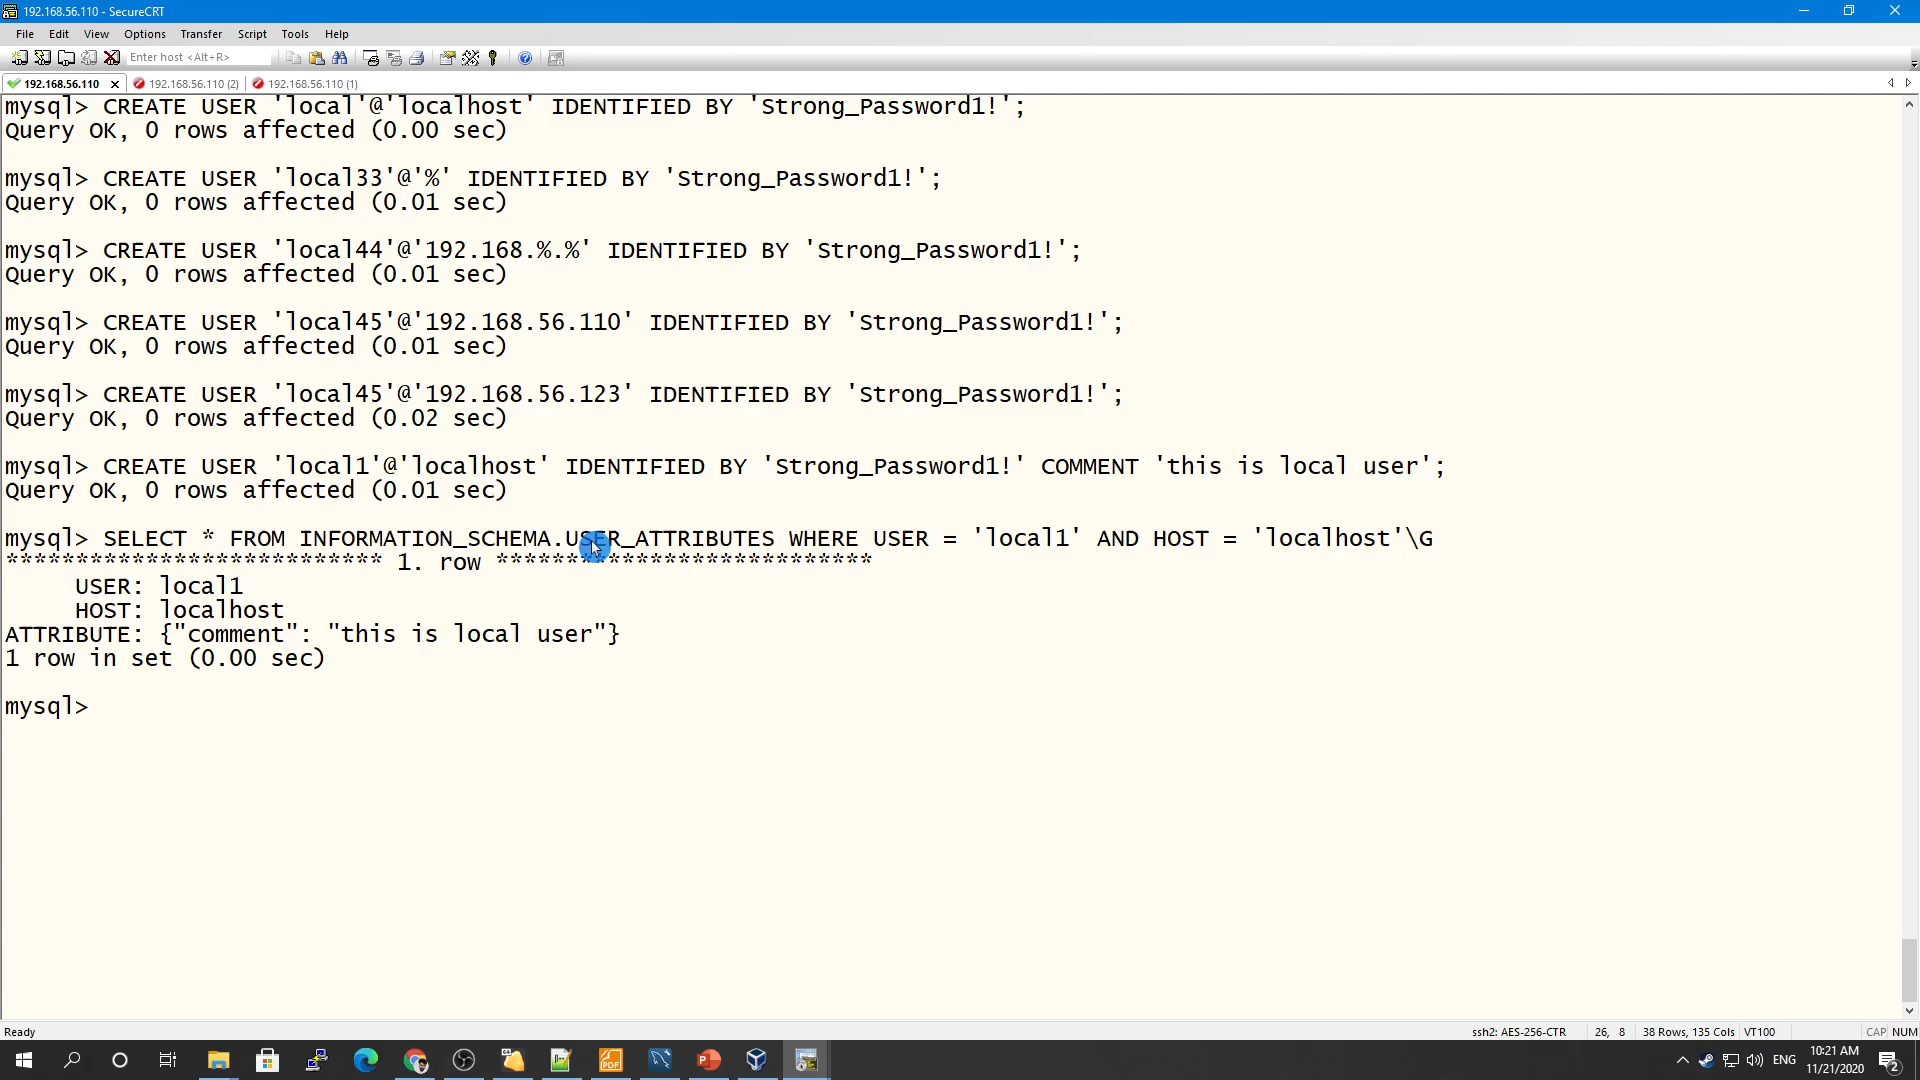 192.168.56.110 - SecureCRT
File Edit View Options Transfer Script Tools Help
Enter host <Alt+R>
192.168.56.110 192.168.56.110 (2) 192.168.56.110 (1)
mysql> CREATE USER 'local'@'localhost' IDENTIFIED BY 'Strong_Password1!';
Query OK, 0 rows affected (0.00 sec)
mysql> CREATE USER 'local33'@'%' IDENTIFIED BY 'Strong_Password1!';
Query OK, 0 rows affected (0.01 sec)
mysql> CREATE USER 'local44'@'192.168.%.%' IDENTIFIED BY 'Strong_Password1!';
Query OK, 0 rows affected (0.01 sec)
mysql> CREATE USER 'local45'@'192.168.56.110' IDENTIFIED BY 'Strong_Password1!';
Query OK, 0 rows affected (0.01 sec)
mysql> CREATE USER 'local45'@'192.168.56.123' IDENTIFIED BY 'Strong_Password1!';
Query OK, 0 rows affected (0.02 sec)
mysql> CREATE USER 'local1'@'localhost' IDENTIFIED BY 'Strong_Password1!' COMMENT 'this is local user';
Query OK, 0 rows affected (0.01 sec)
mysql> SELECT * FROM INFORMATION_SCHEMA.USER_ATTRIBUTES WHERE USER = 'local1' AND HOST = 'localhost'\G
*************************** 1. row ***************************
USER: local1
HOST: localhost
ATTRIBUTE: {"comment": "this is local user"}
1 row in set (0.00 sec)
mysql>
Ready ssh2: AES-256-CTR 26, 8 38 Rows, 135 Cols VT100 CAP NUM
ENG 10:21 AM
11/21/2020 2